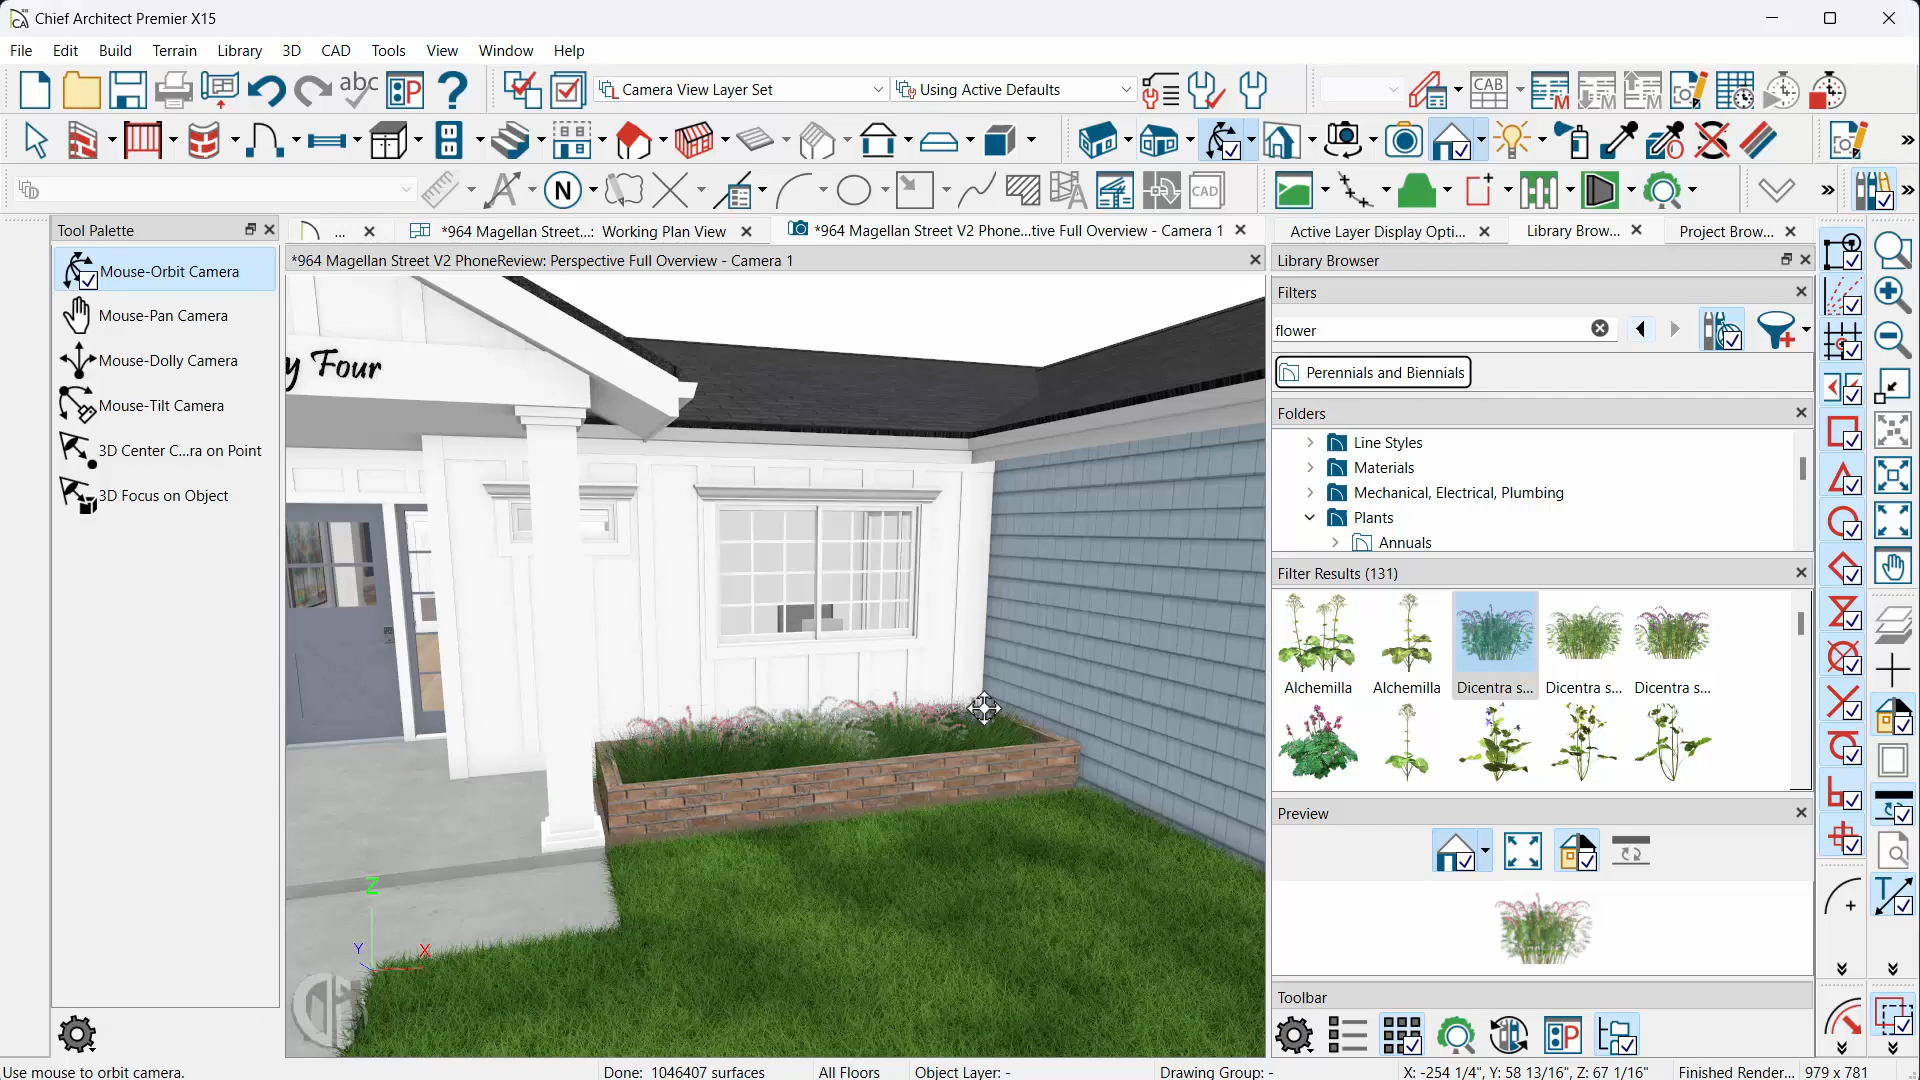 Chief Architect Premier X15
File Edit Build Terrain Library 3D CAD Tools View Window Help
abc P ? Camera View Layer Set Using Active Defaults CAB M M M
N CAD
Tool Palette
... *964 Magellan Street...: Working Plan View *964 Magellan Street V2 Phone...tive Full Overview - Camera 1
Active Layer Display Opti... Library Brow... Project Brow...
*964 Magellan Street V2 PhoneReview: Perspective Full Overview - Camera 1
Mouse-Orbit Camera
Mouse-Pan Camera
Mouse-Dolly Camera
Mouse-Tilt Camera
3D Center C...ra on Point
3D Focus on Object
y Four
Z
Y
X
Library Browser
Filters
flower
Perennials and Biennials
Folders
Line Styles
Materials
Mechanical, Electrical, Plumbing
Plants
Annuals
Filter Results (131)
Alchemilla Alchemilla Dicentra s... Dicentra s... Dicentra s...
Preview
Toolbar
P
T
Use mouse to orbit camera. Done: 1046407 surfaces All Floors Object Layer: - Drawing Group: - X: -254 1/4", Y: 58 13/16", Z: 67 1/16" Finished Render... 979 x 781